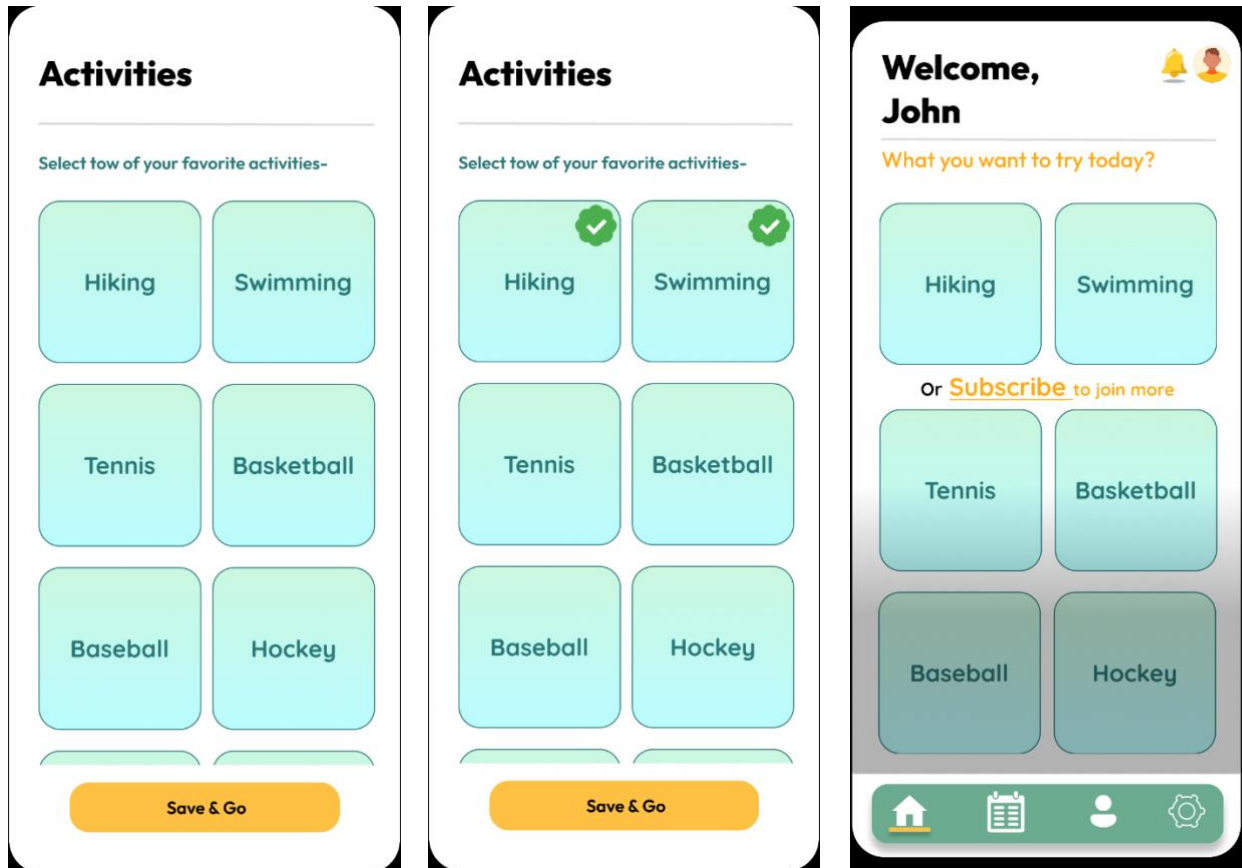 Activities
Select tow of your favorite activities-
Hiking
Swimming
Tennis
Basketball
Baseball
Hockey
Save & Go
Activities
Select tow of your favorite activities-
Hiking
Swimming
Tennis
Basketball
Baseball
Hockey
Save & Go
Welcome,
John
What you want to try today?
Hiking
Swimming
Or Subscribe to join more
Tennis
Basketball
Baseball
Hockey